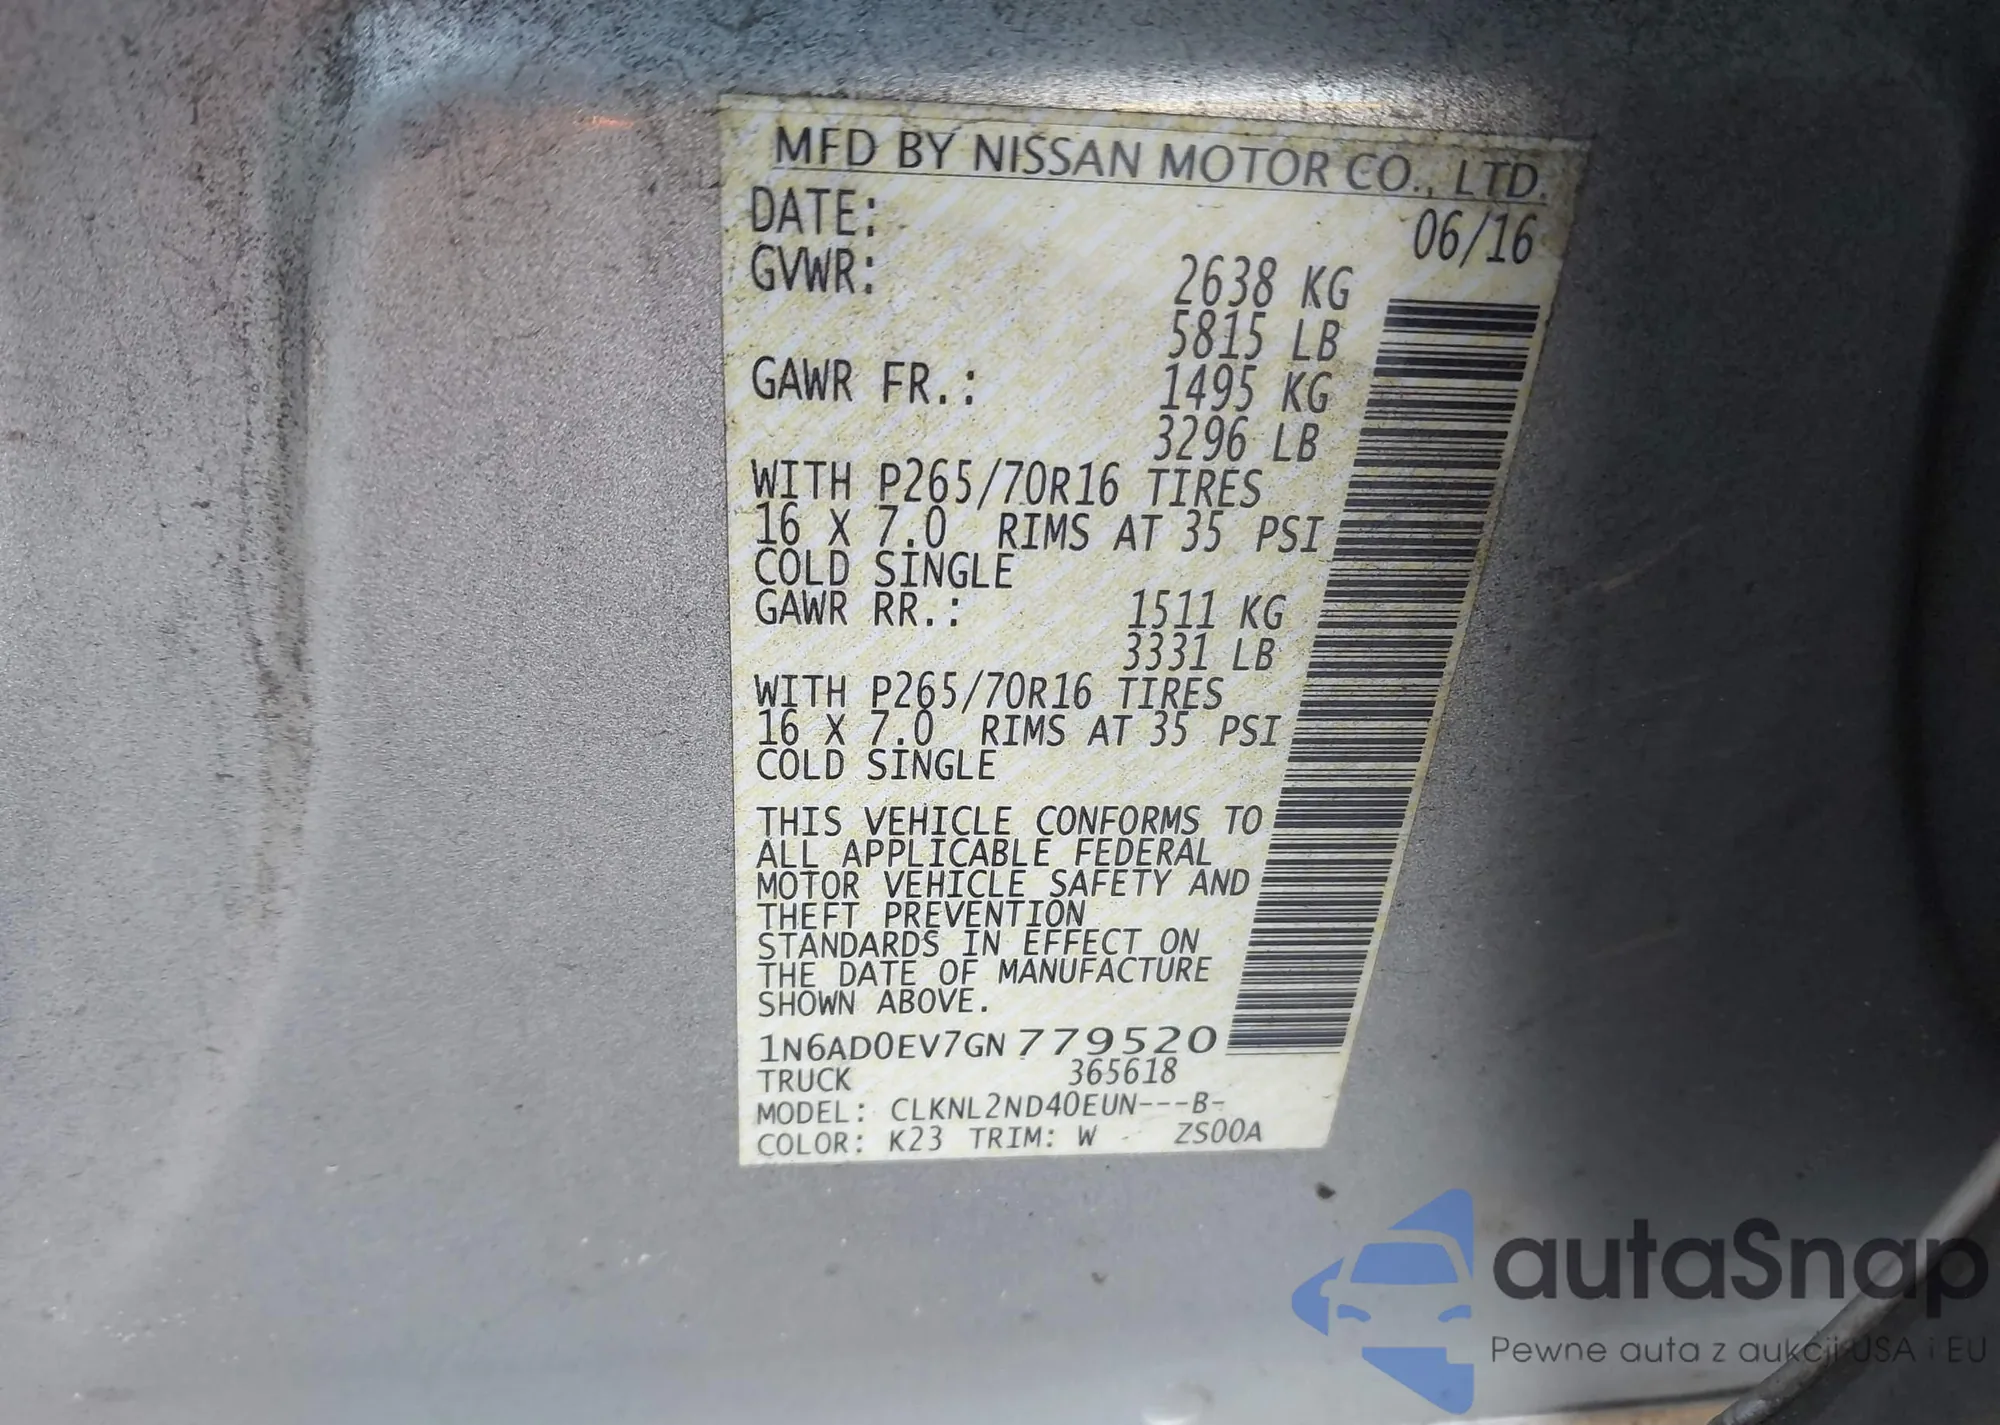 MFD BY NISSAN MOTOR CO., LTD.
DATE: 06/16
GVWR: 2638 KG
5815 LB
GAWR FR.: 1495 KG
3296 LB
WITH P265/70R16 TIRES
16 X 7.0 RIMS AT 35 PSI
COLD SINGLE
GAWR RR.: 1511 KG
3331 LB
WITH P265/70R16 TIRES
16 X 7.0 RIMS AT 35 PSI
COLD SINGLE
THIS VEHICLE CONFORMS TO
ALL APPLICABLE FEDERAL
MOTOR VEHICLE SAFETY AND
THEFT PREVENTION
STANDARDS IN EFFECT ON
THE DATE OF MANUFACTURE
SHOWN ABOVE.
1N6AD0EV7GN779520
TRUCK 365618
MODEL: CLKNL2ND40EUN---B-
COLOR: K23 TRIM: W - ZS00A
autaSnap
Pewne auta z aukcji USA i EU